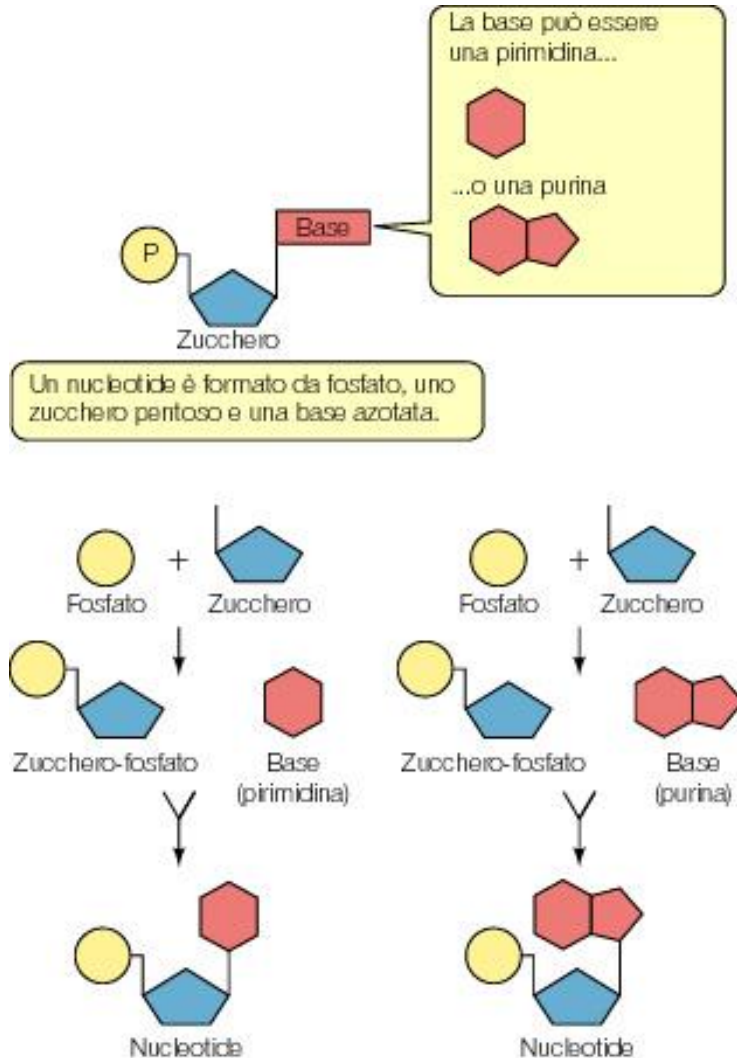 La base può essere
una pirimidina...
...o una purina
Base
P
Zucchero
Un nucleotide è formato da fosfato, uno
zucchero pentoso e una base azotata.
+
+
Fosfato
Zucchero
Fosfato
Zucchero
Zucchero-fosfato
Base
(pirimidina)
Zucchero-fosfato
Base
(purina)
Nucleotide
Nucleotide